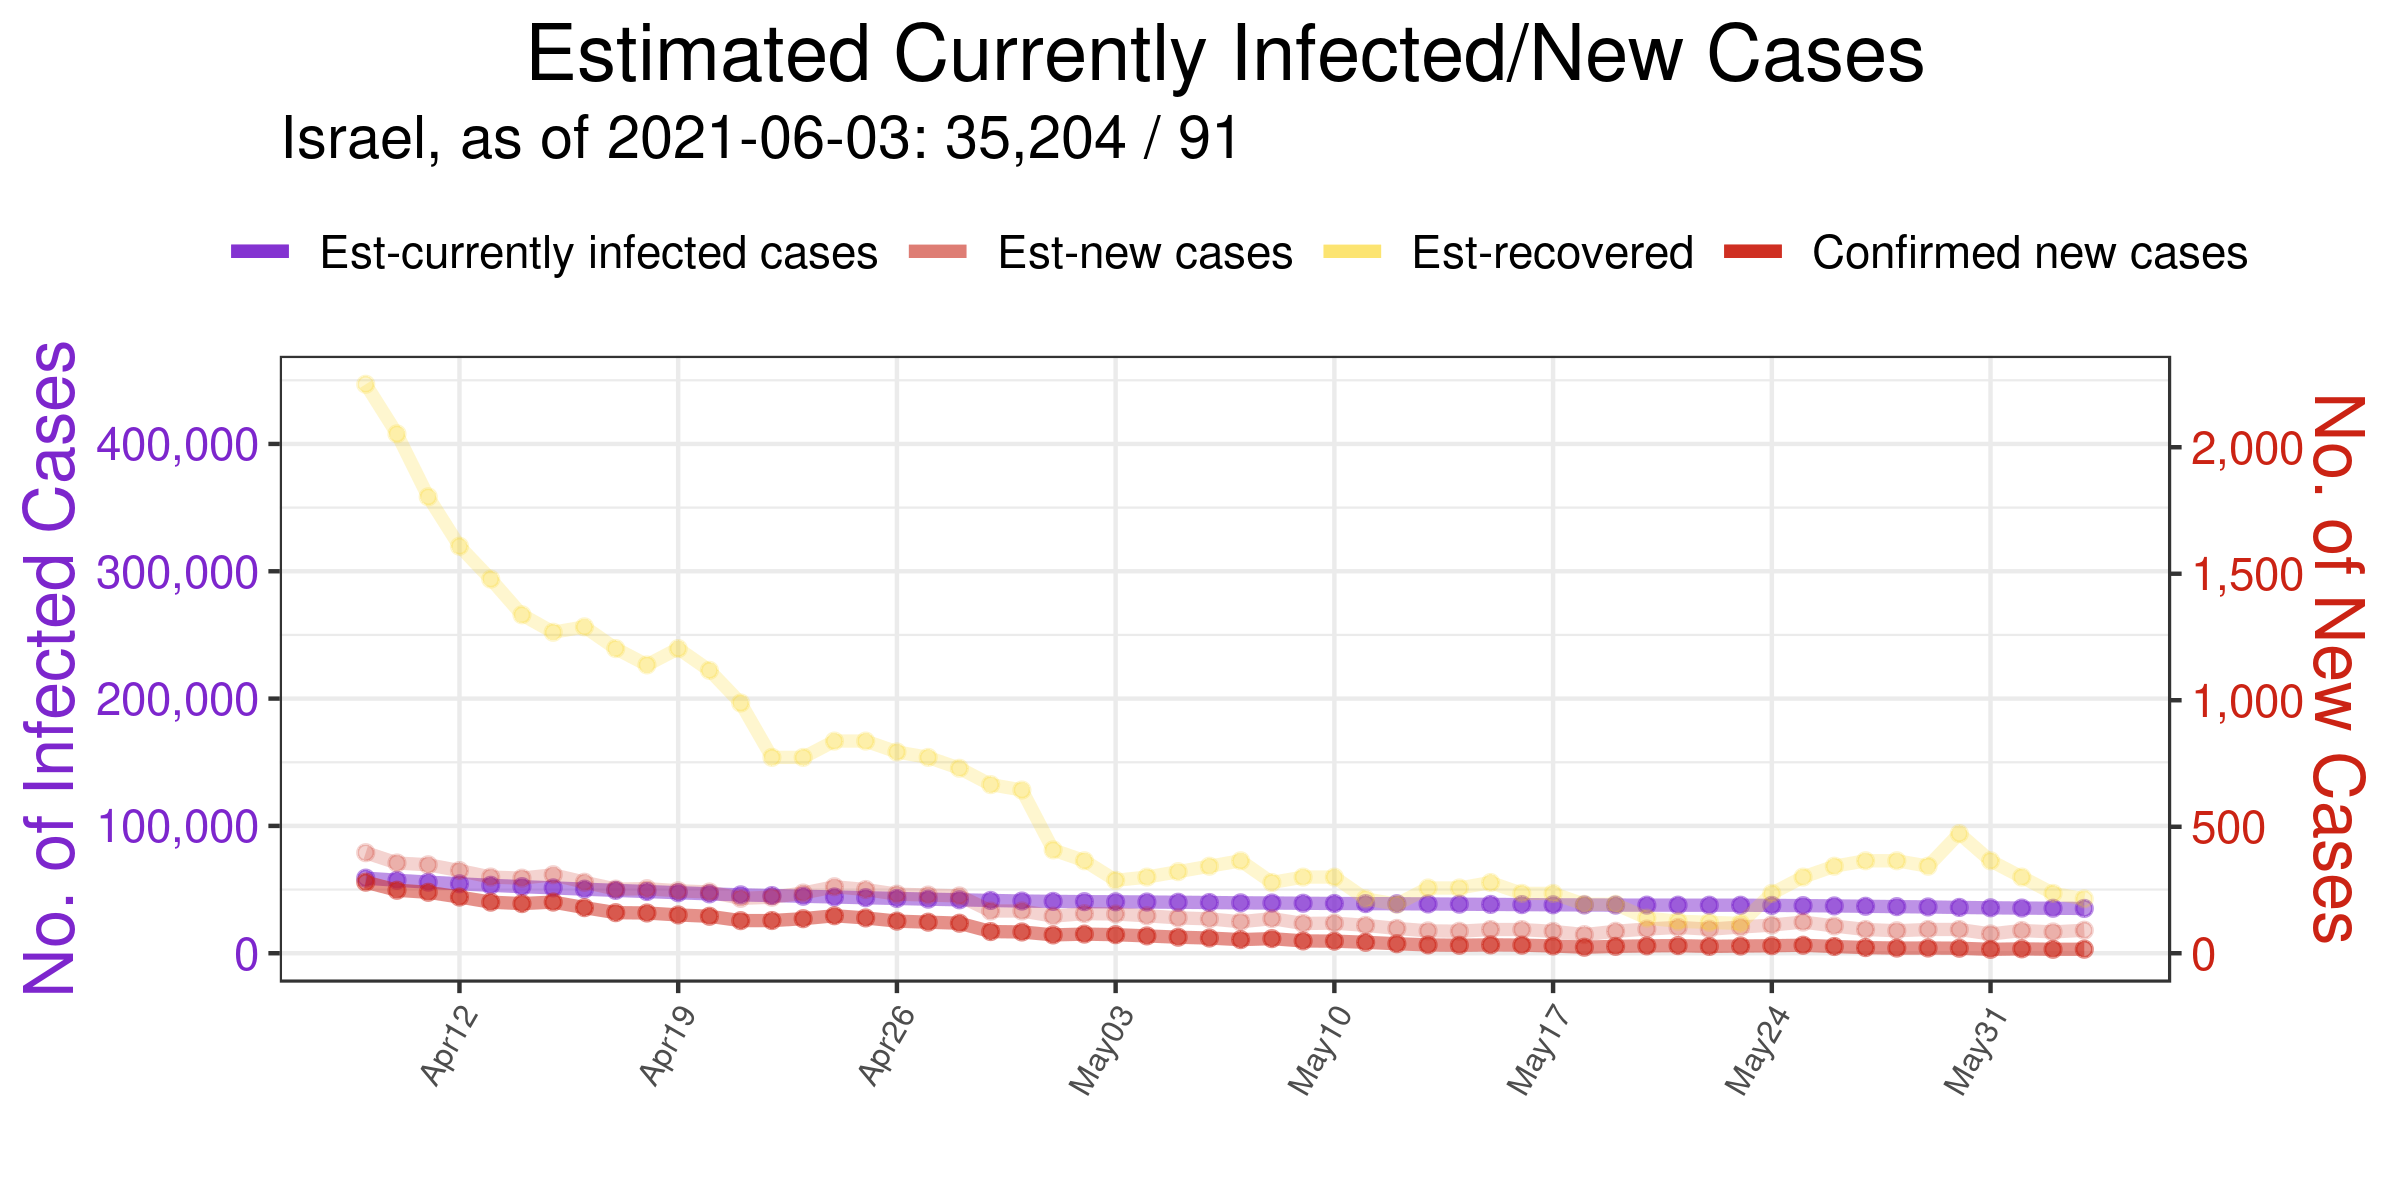 Estimated Currently Infected/New Cases
Israel, as of 2021-06-03: 35,204 / 91
Est-currently infected cases
Est-new cases
Est-recovered
Confirmed new cases
No. of Infected Cases
400,000
300,000
200,000
100,000
0
2,000
1,500
1,000
500
0
No. of New Cases
Apr12
Apr19
Apr26
May03
May10
May17
May24
May31